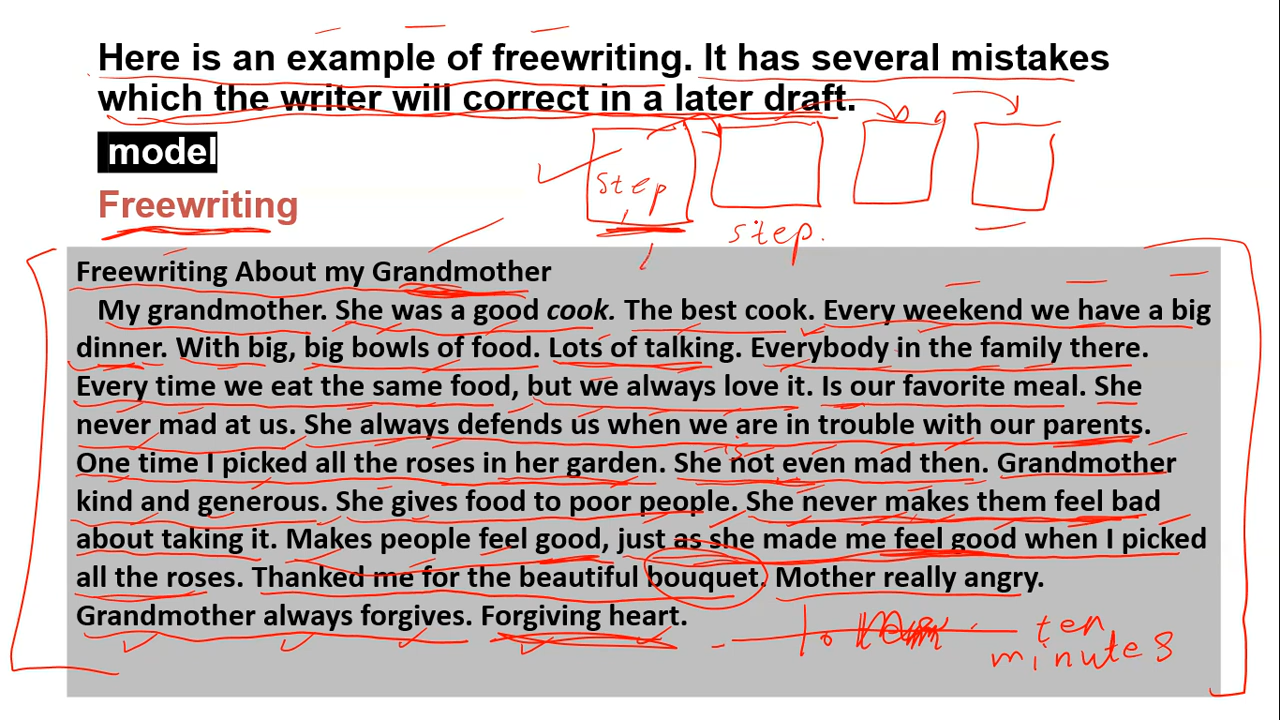 Here is an example of freewriting. It has several mistakes
which the writer will correct in a later draft.
model
step
Freewriting
step.
Freewriting About my Grandmother
My grandmother. She was a good cook. The best cook. Every weekend we have a big
dinner. With big, big bowls of food. Lots of talking. Everybody in the family there.
Every time we eat the same food, but we always love it. Is our favorite meal. She
never mad at us. She always defends us when we are in trouble with our parents.
is
One time I picked all the roses in her garden. She not even mad then. Grandmother
kind and generous. She gives food to poor people. She never makes them feel bad
about taking it. Makes people feel good, just as she made me feel good when I picked
all the roses. Thanked me for the beautiful bouquet. Mother really angry.
Grandmother always forgives. Forgiving heart.
ten
minutes